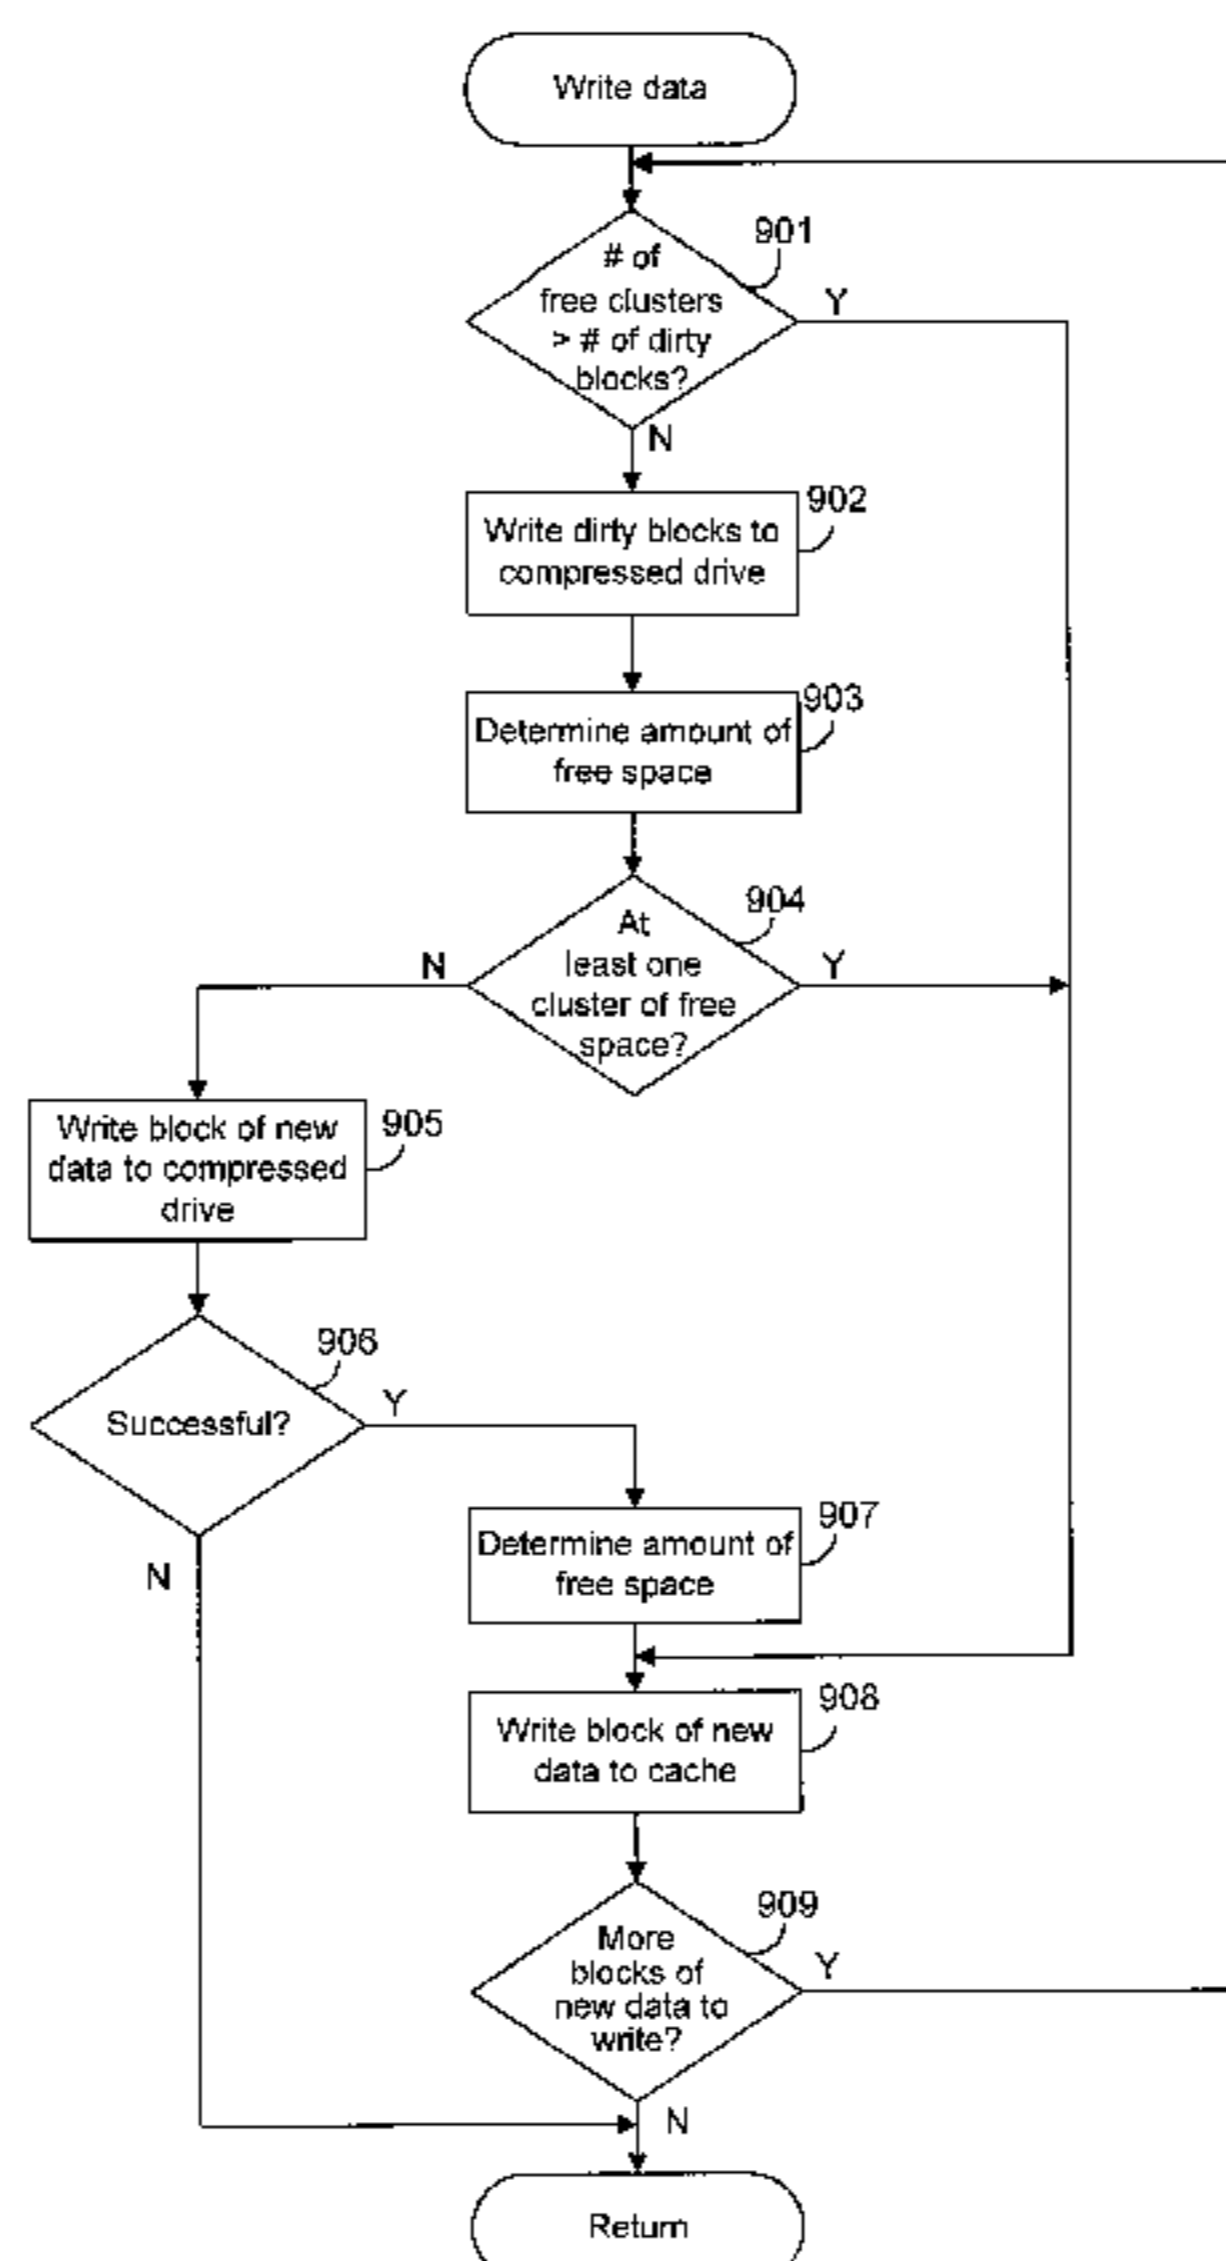 Write data
901
# of
free clusters
> # of dirty
blocks?
Y
N
902
Write dirty blocks to
compressed drive
903
Determine amount of
free space
904
At
least one
cluster of free
space?
N
Y
905
Write block of new
data to compressed
drive
906
Successful?
Y
N
907
Determine amount of
free space
908
Write block of new
data to cache
909
More
blocks of
new data to
write?
Y
N
Return